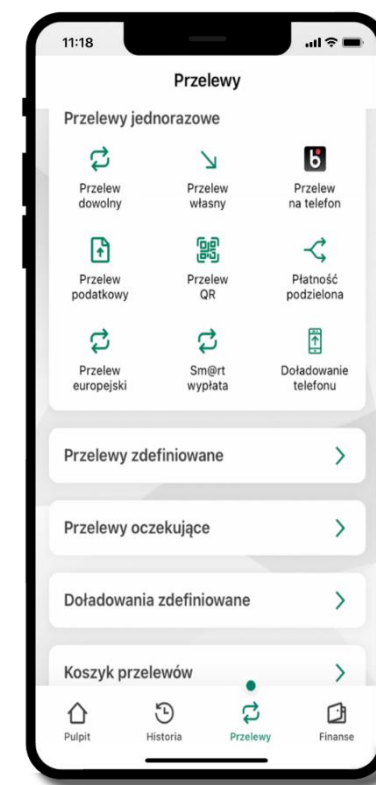 11:18
Przelewy
Przelewy jednorazowe
Przelew
dowolny
Przelew
własny
Przelew
na telefon
Przelew
podatkowy
Przelew
QR
Płatność
podzielona
Przelew
europejski
Sm@rt
wypłata
Doładowanie
telefonu
Przelewy zdefiniowane
Przelewy oczekujące
Doładowania zdefiniowane
Koszyk przelewów
Pulpit
Historia
Przelewy
Finanse